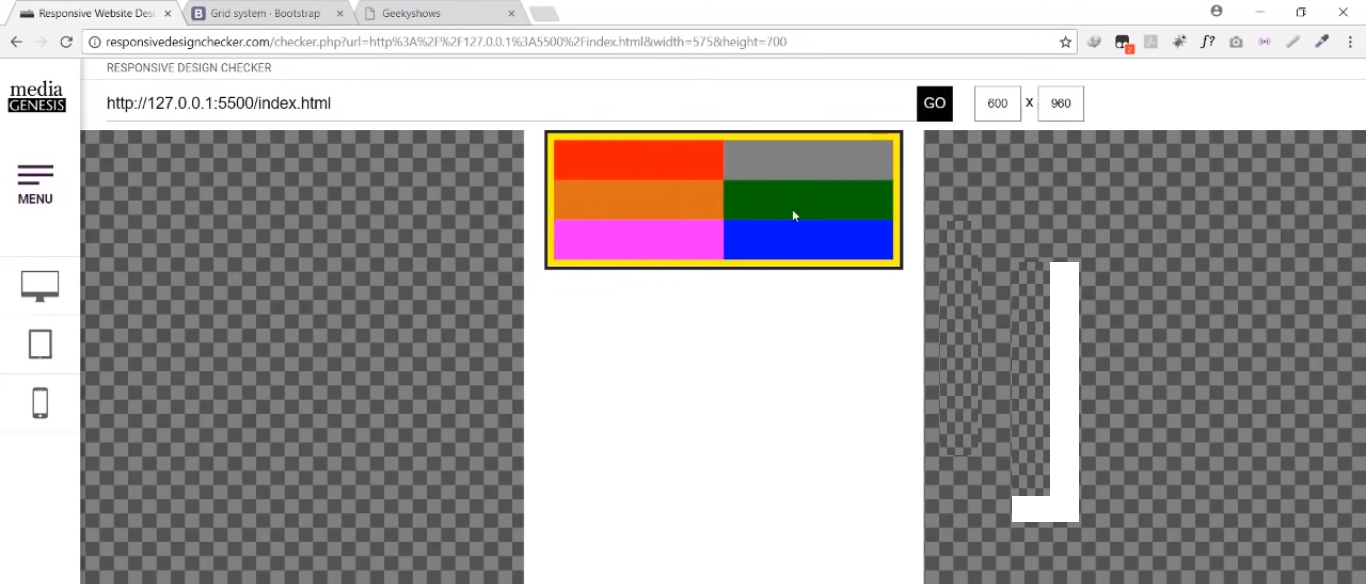 Responsive Website Desi
Grid system · Bootstrap
Geekyshows
responsivedesignchecker.com/checker.php?url=http%3A%2F%2F127.0.0.1%3A5500%2Findex.html&width=575&height=700
2
f?
RESPONSIVE DESIGN CHECKER
media
GENESIS
http://127.0.0.1:5500/index.html
GO
600 X 960
MENU